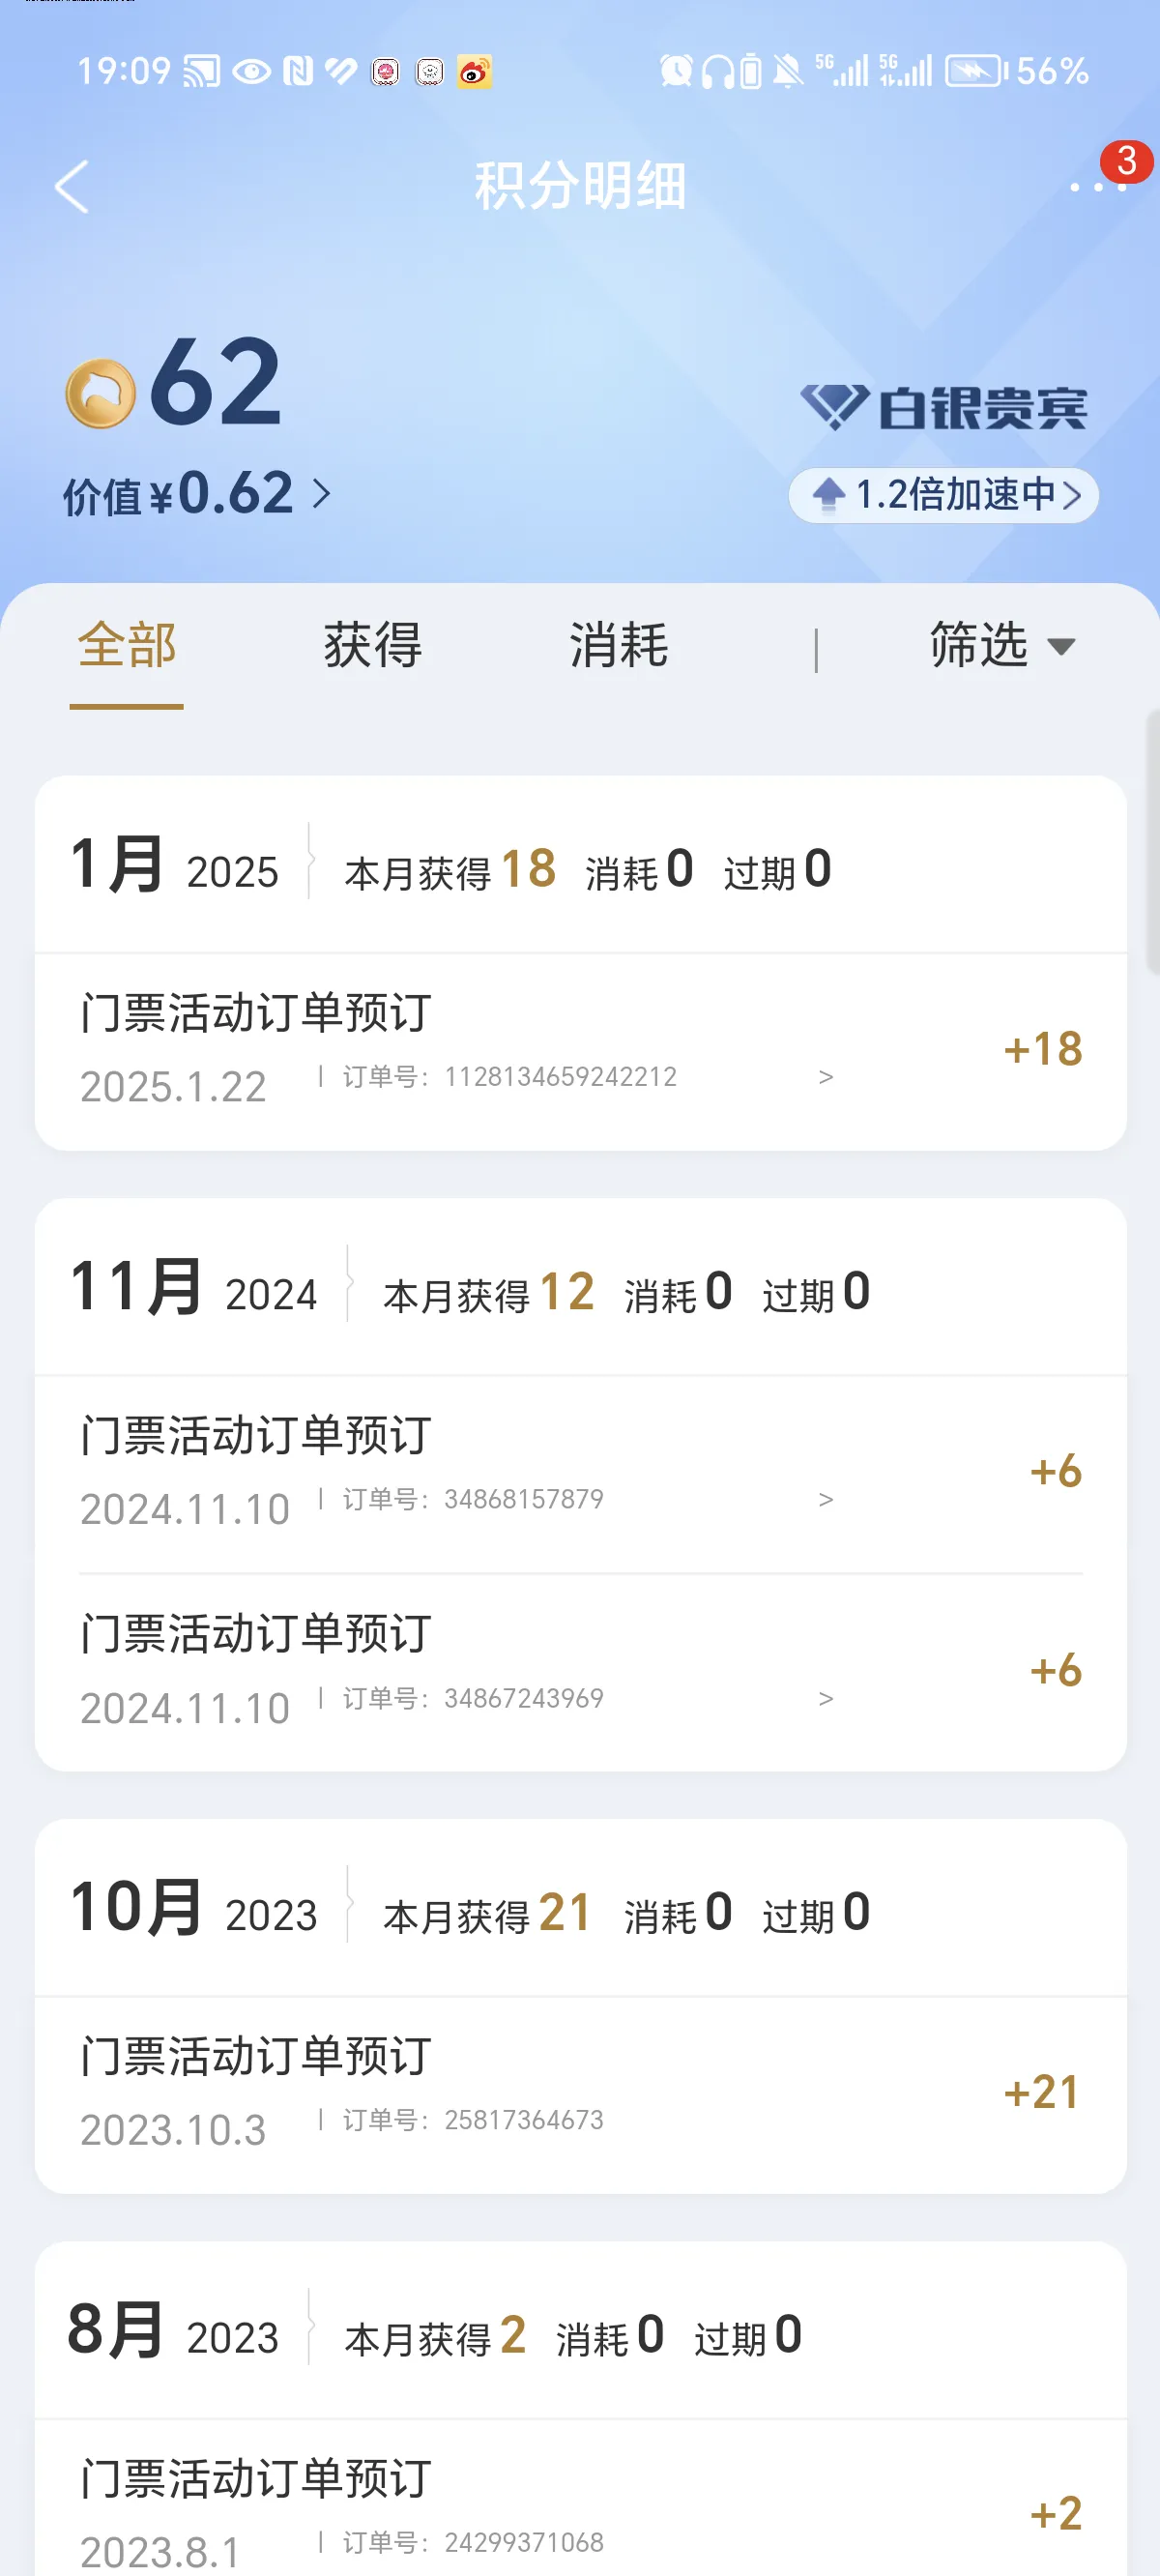 19:09 5G 5G 56%
积分明细
3
62
价值¥0.62 >
白银贵宾
1.2倍加速中>
全部 获得 消耗 | 筛选
1月 2025 本月获得18 消耗0 过期0
门票活动订单预订
+18
2025.1.22 | 订单号：1128134659242212 >
11月 2024 本月获得12 消耗0 过期0
门票活动订单预订
+6
2024.11.10 | 订单号：34868157879 >
门票活动订单预订
+6
2024.11.10 | 订单号：34867243969 >
10月 2023 本月获得21 消耗0 过期0
门票活动订单预订
+21
2023.10.3 | 订单号：25817364673
8月 2023 本月获得2 消耗0 过期0
门票活动订单预订
+2
2023.8.1 | 订单号：24299371068